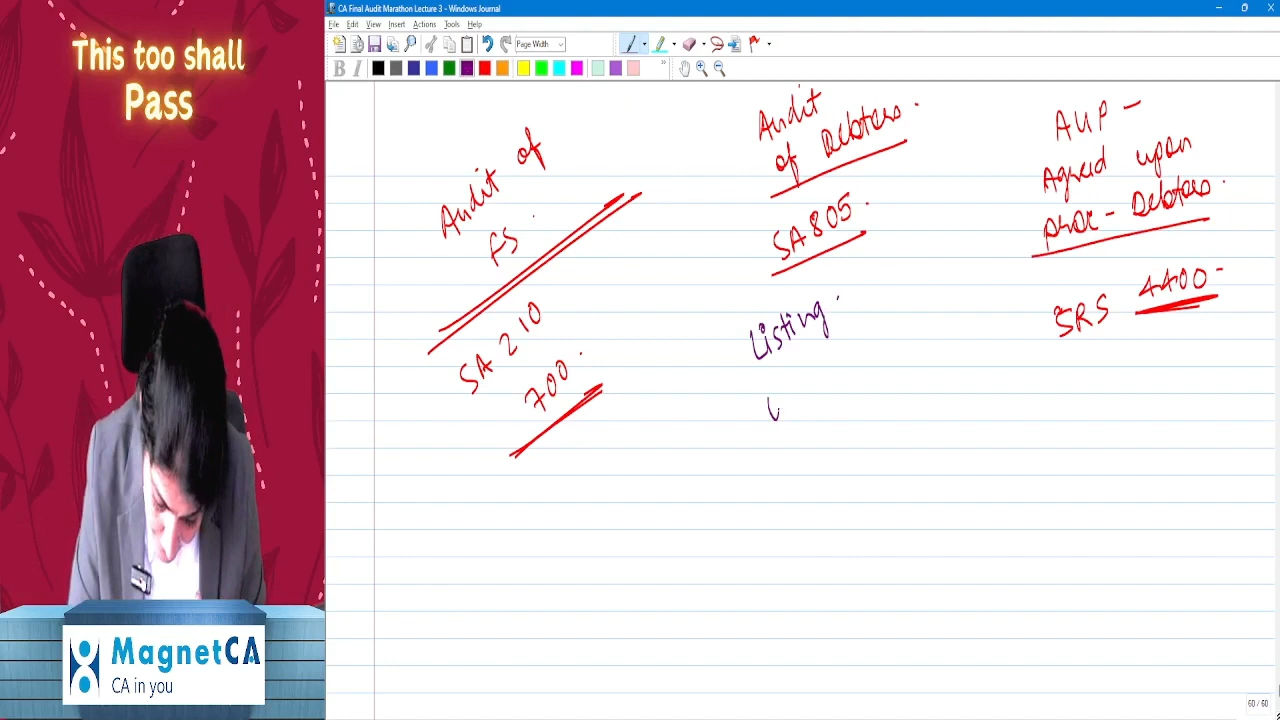 CA Final Audit Marathon Lecture 3 - Windows Journal
File Edit View Insert Actions Tools Help
Page Width
B I
This too shall
Pass
Audit of
FS
SA 210
700.
Audit
of Debtors.
SA 805.
Listing.
AUP -
Agreed upon
proc - Debtors.
SRS 4400-
MagnetCA
CA in you
60 / 60